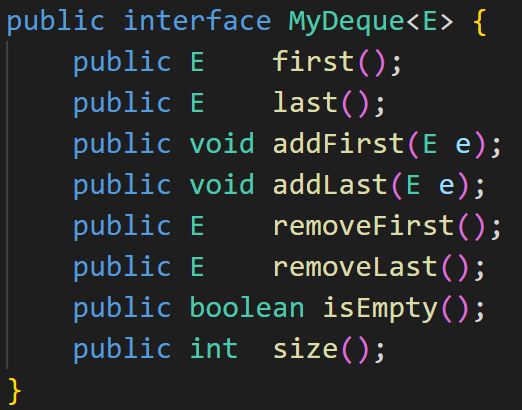 public interface MyDeque<E> {
    public E    first();
    public E    last();
    public void addFirst(E e);
    public void addLast(E e);
    public E    removeFirst();
    public E    removeLast();
    public boolean isEmpty();
    public int  size();
}